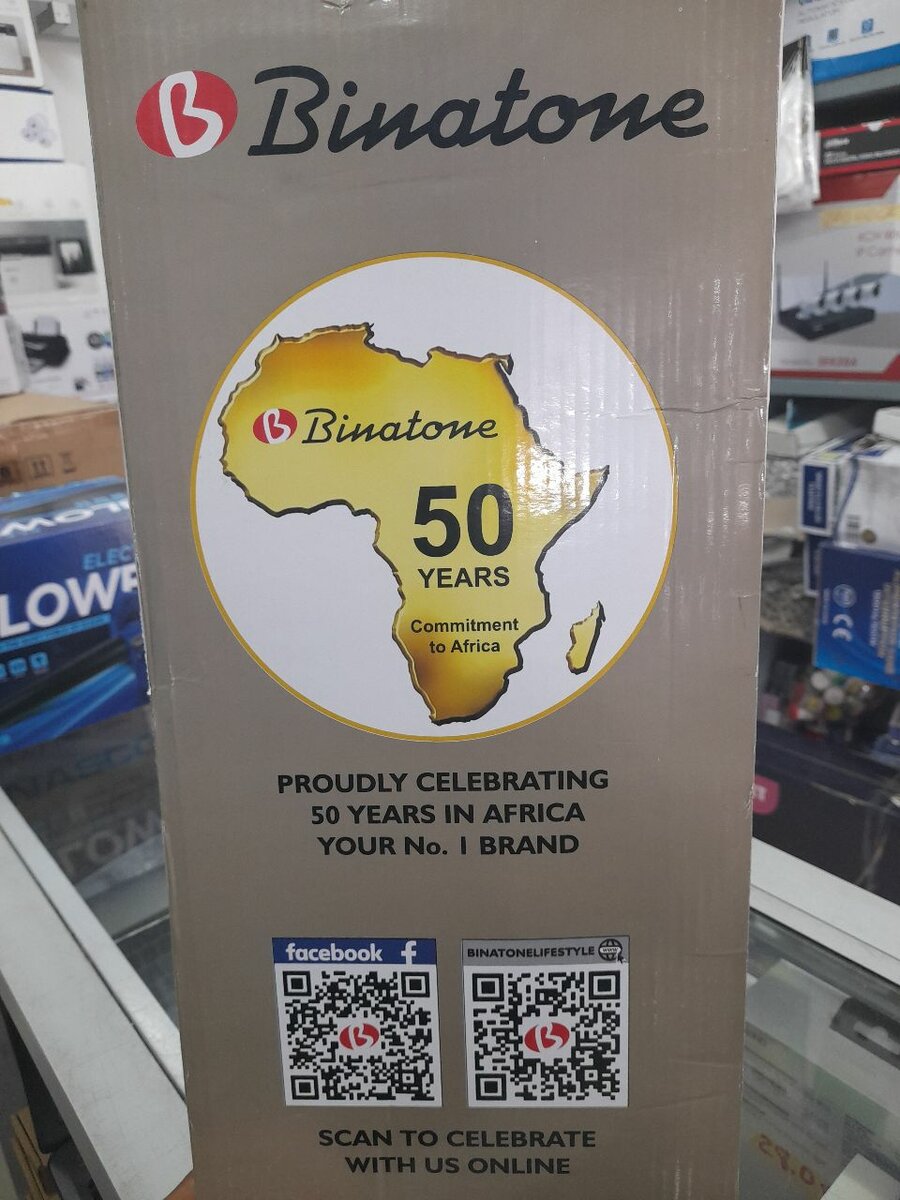 Binatone
Binatone
50
YEARS
Commitment
to Africa
PROUDLY CELEBRATING
50 YEARS IN AFRICA
YOUR No. 1 BRAND
facebook f
BINATONELIFESTYLE www
SCAN TO CELEBRATE
WITH US ONLINE